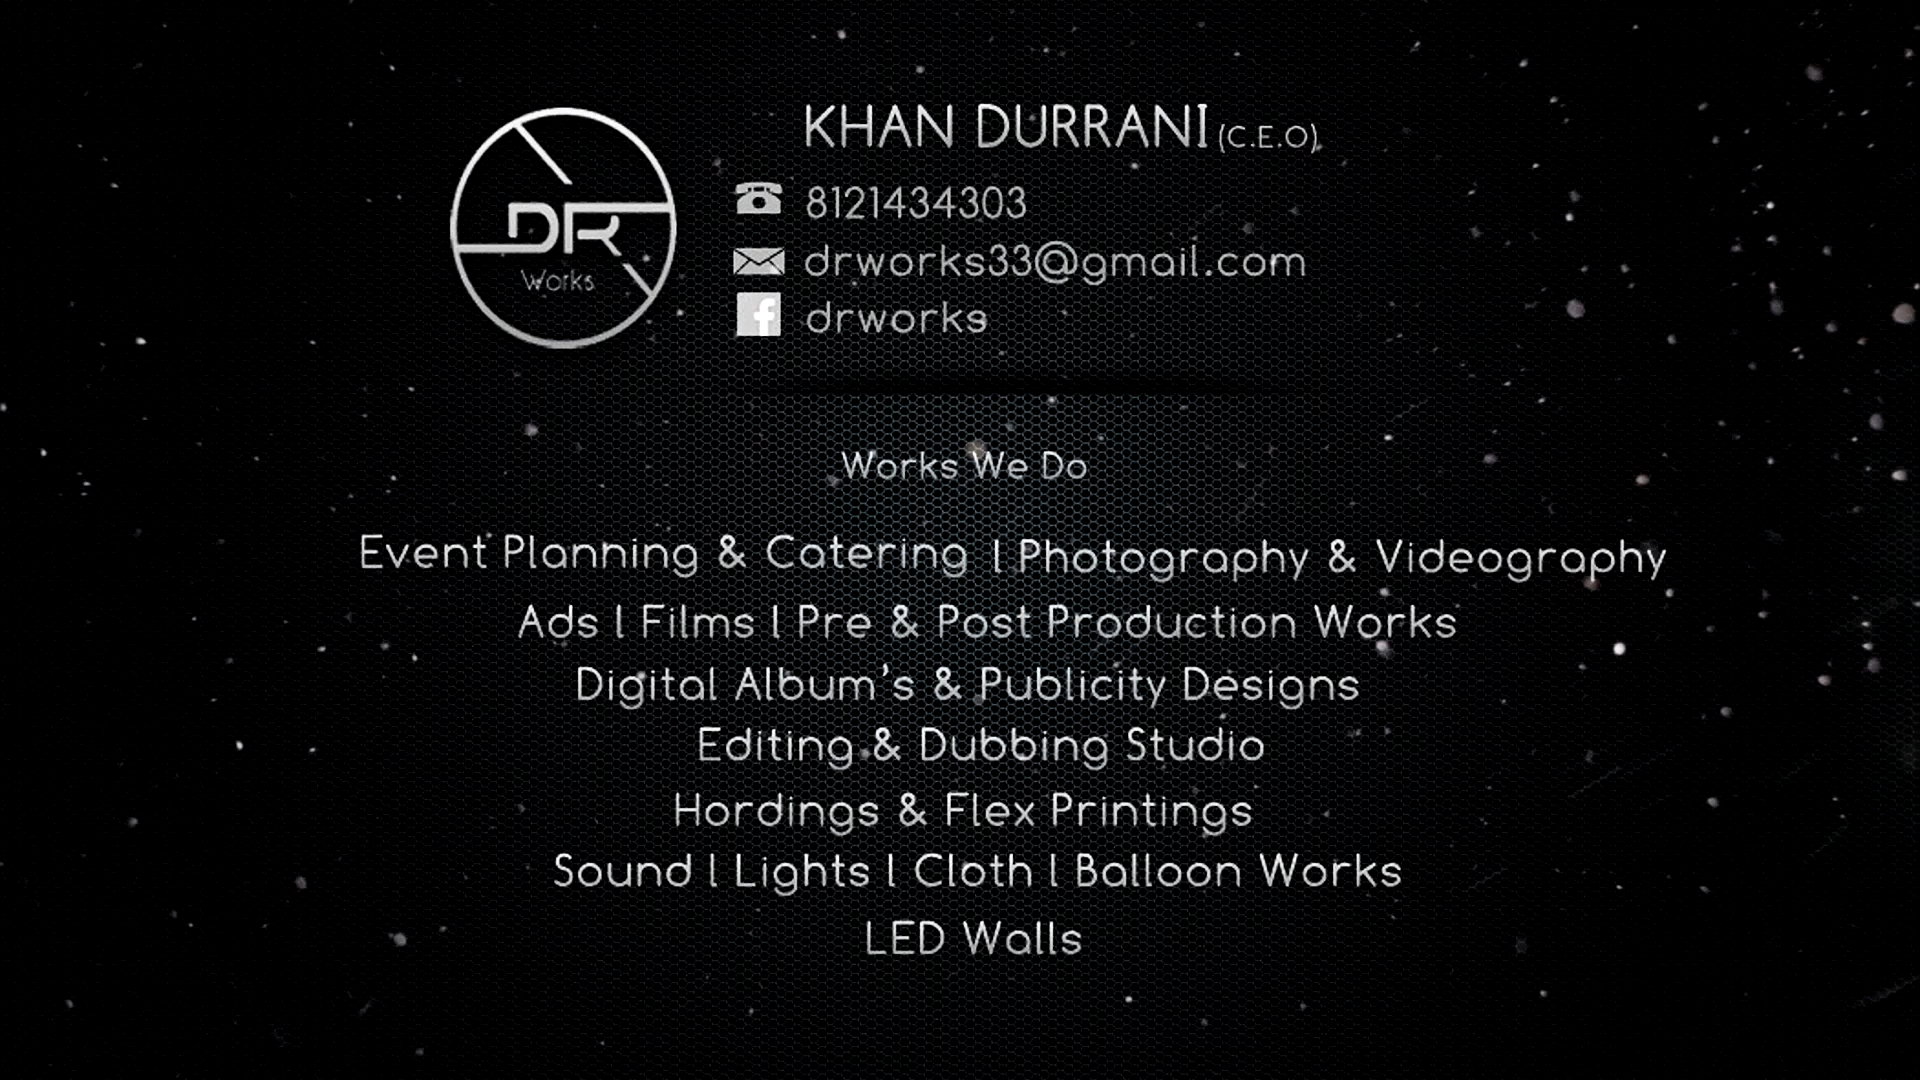 DR
Works
KHAN DURRANI (C.E.O)
8121434303
drworks33@gmail.com
f drworks
Works We Do
Event Planning & Catering | Photography & Videography
Ads | Films | Pre & Post Production Works
Digital Album's & Publicity Designs
Editing & Dubbing Studio
Hordings & Flex Printings
Sound | Lights | Cloth | Balloon Works
LED Walls